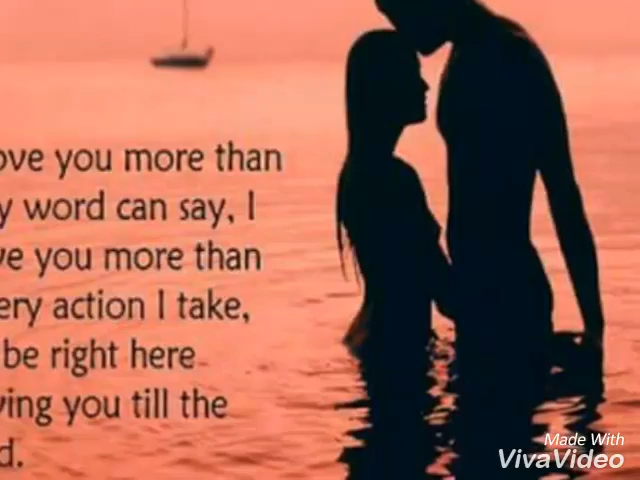 ove you more than
y word can say, I
ve you more than
ery action I take,
be right here
ying you till the
d.
Made With
VivaVideo